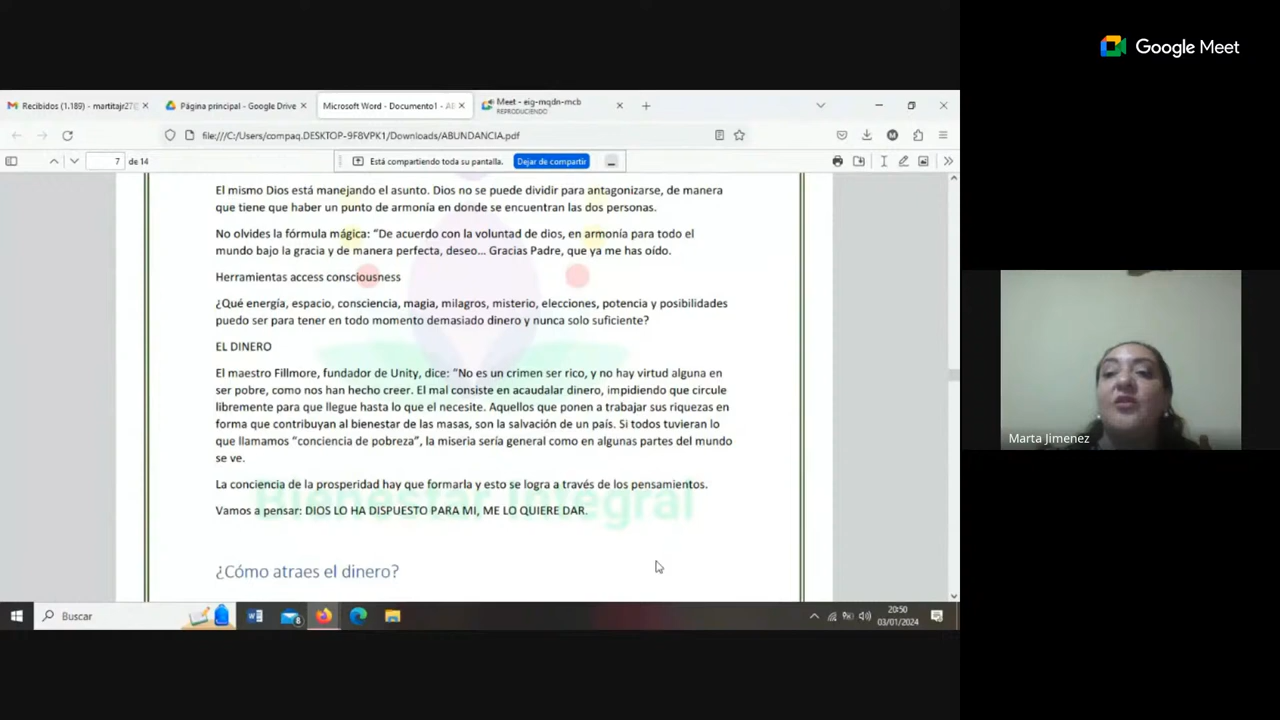 Google Meet
Recibidos (1.189) - martitajr27@
Página principal - Google Drive
Microsoft Word - Documento1 - AB
Meet - eig-mqdn-mcb
REPRODUCIENDO
file:///C:/Users/compaq.DESKTOP-9F8VPK1/Downloads/ABUNDANCIA.pdf
7 de 14
Está compartiendo toda su pantalla. Dejar de compartir
El mismo Dios está manejando el asunto. Dios no se puede dividir para antagonizarse, de manera
que tiene que haber un punto de armonía en donde se encuentran las dos personas.
No olvides la fórmula mágica: “De acuerdo con la voluntad de dios, en armonía para todo el
mundo bajo la gracia y de manera perfecta, deseo… Gracias Padre, que ya me has oído.
Herramientas access consciousness
¿Qué energía, espacio, consciencia, magia, milagros, misterio, elecciones, potencia y posibilidades
puedo ser para tener en todo momento demasiado dinero y nunca solo suficiente?
EL DINERO
El maestro Fillmore, fundador de Unity, dice: “No es un crimen ser rico, y no hay virtud alguna en
ser pobre, como nos han hecho creer. El mal consiste en acaudalar dinero, impidiendo que circule
libremente para que llegue hasta lo que el necesite. Aquellos que ponen a trabajar sus riquezas en
forma que contribuyan al bienestar de las masas, son la salvación de un país. Si todos tuvieran lo
que llamamos “conciencia de pobreza”, la miseria sería general como en algunas partes del mundo
se ve.
La conciencia de la prosperidad hay que formarla y esto se logra a través de los pensamientos.
Bienestar Integral
Vamos a pensar: DIOS LO HA DISPUESTO PARA MI, ME LO QUIERE DAR.
¿Cómo atraes el dinero?
Marta Jimenez
Buscar
8
20:50
03/01/2024